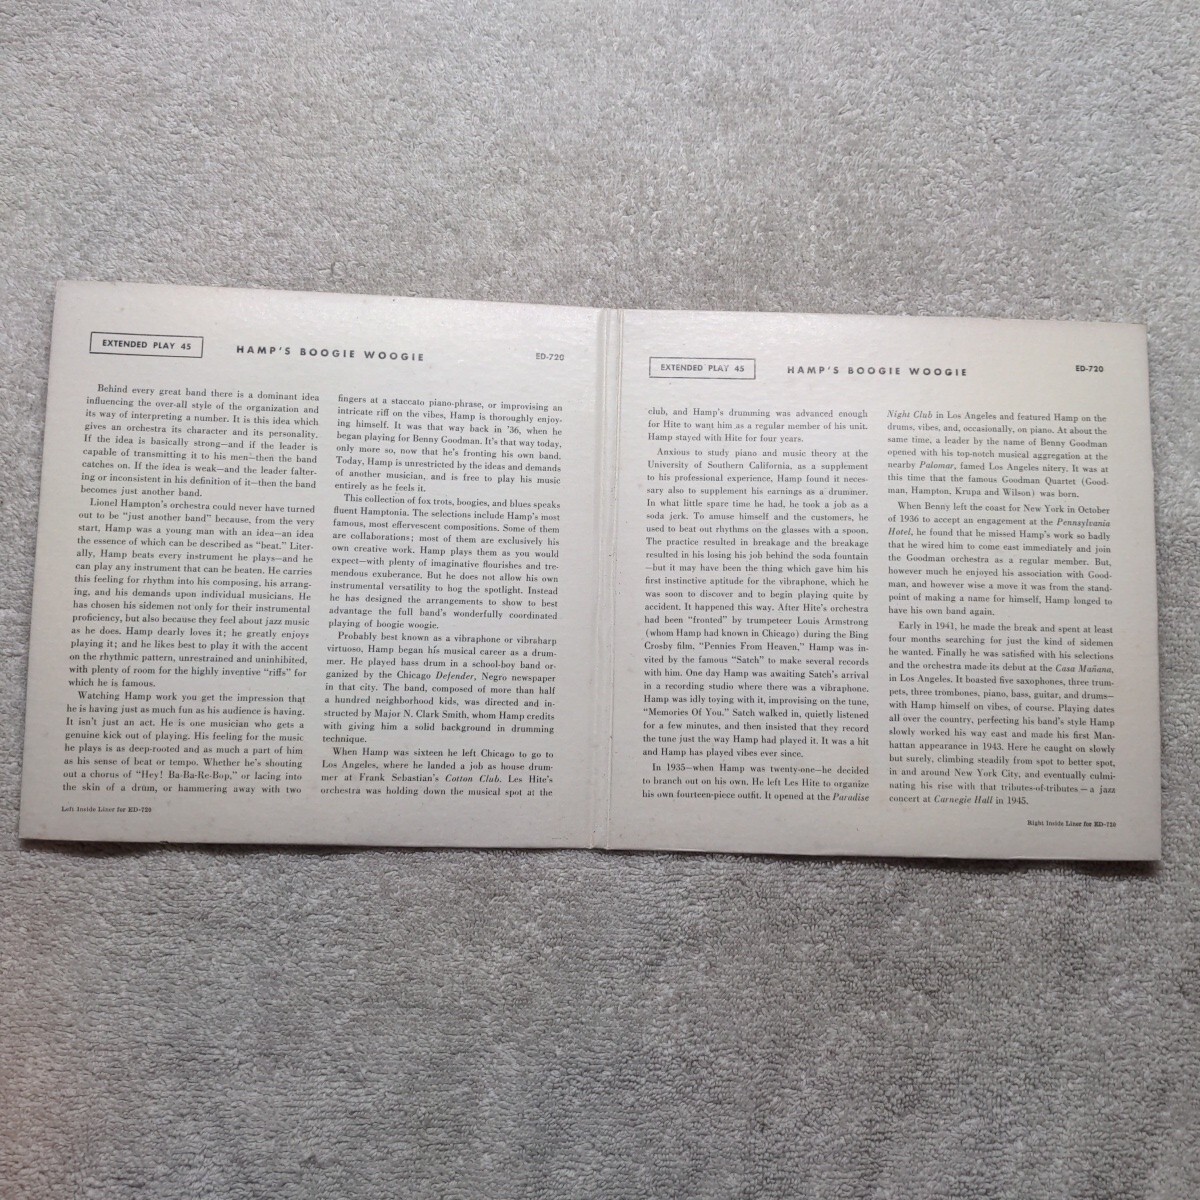 EXTENDED PLAY 45
HAMP'S BOOGIE WOOGIE
ED-720
Behind every great band there is a dominant idea
influencing the over-all style of the organization and
its way of interpreting a number. It is this idea which
gives an orchestra its character and its personality.
If the idea is basically strong—and if the leader is
capable of transmitting it to his men—then the band
catches on. If the idea is weak—and the leader falter-
ing or inconsistent in his definition of it—then the band
becomes just another band.
Lionel Hampton's orchestra could never have turned
out to be "just another band" because, from the very
start, Hamp was a young man with an idea—an idea
the essence of which can be described as "beat." Liter-
ally, Hamp beats every instrument he plays—and he
can play any instrument that can be beaten. He carries
this feeling for rhythm into his composing, his arrang-
ing, and his demands upon individual musicians. He
has chosen his sidemen not only for their instrumental
proficiency, but also because they feel about jazz music
as he does. Hamp dearly loves it; he greatly enjoys
playing it; and he likes best to play it with the accent
on the rhythmic pattern, unrestrained and uninhibited,
with plenty of room for the highly inventive "riffs" for
which he is famous.
Watching Hamp work you get the impression that
he is having just as much fun as his audience is having.
It isn't just an act. He is one musician who gets a
genuine kick out of playing. His feeling for the music
he plays is as deep-rooted and as much a part of him
as his sense of beat or tempo. Whether he's shouting
out a chorus of "Hey! Ba-Ba-Re-Bop," or lacing into
the skin of a drum, or hammering away with two
Left Inside Liner for ED-720
fingers at a staccato piano-phrase, or improvising an
intricate riff on the vibes, Hamp is thoroughly enjoy-
ing himself. It was that way back in '36, when he
began playing for Benny Goodman. It's that way today,
only more so, now that he's fronting his own band.
Today, Hamp is unrestricted by the ideas and demands
of another musician, and is free to play his music
entirely as he feels it.
This collection of fox trots, boogies, and blues speaks
fluent Hamptonia. The selections include Hamp's most
famous, most effervescent compositions. Some of them
are collaborations; most of them are exclusively his
own creative work. Hamp plays them as you would
expect—with plenty of imaginative flourishes and tre-
mendous exuberance. But he does not allow his own
instrumental versatility to hog the spotlight. Instead
he has designed the arrangements to show to best
advantage the full band's wonderfully coordinated
playing of boogie woogie.
Probably best known as a vibraphone or vibraharp
virtuoso, Hamp began his musical career as a drum-
mer. He played bass drum in a school-boy band or-
ganized by the Chicago Defender, Negro newspaper
in that city. The band, composed of more than half
a hundred neighborhood kids, was directed and in-
structed by Major N. Clark Smith, whom Hamp credits
with giving him a solid background in drumming
technique.
When Hamp was sixteen he left Chicago to go to
Los Angeles, where he landed a job as house drum-
mer at Frank Sebastian's Cotton Club. Les Hite's
orchestra was holding down the musical spot at the
EXTENDED PLAY 45
HAMP'S BOOGIE WOOGIE
ED-720
club, and Hamp's drumming was advanced enough
for Hite to want him as a regular member of his unit.
Hamp stayed with Hite for four years.
Anxious to study piano and music theory at the
University of Southern California, as a supplement
to his professional experience, Hamp found it neces-
sary also to supplement his earnings as a drummer.
In what little spare time he had, he took a job as a
soda jerk. To amuse himself and the customers, he
used to beat out rhythms on the glasses with a spoon.
The practice resulted in breakage and the breakage
resulted in his losing his job behind the soda fountain
—but it may have been the thing which gave him his
first instinctive aptitude for the vibraphone, which he
was soon to discover and to begin playing quite by
accident. It happened this way. After Hite's orchestra
had been "fronted" by trumpeter Louis Armstrong
(whom Hamp had known in Chicago) during the Bing
Crosby film, "Pennies From Heaven," Hamp was in-
vited by the famous "Satch" to make several records
with him. One day Hamp was awaiting Satch's arrival
in a recording studio where there was a vibraphone.
Hamp was idly toying with it, improvising on the tune,
"Memories Of You." Satch walked in, quietly listened
for a few minutes, and then insisted that they record
the tune just the way Hamp had played it. It was a hit
and Hamp has played vibes ever since.
In 1935—when Hamp was twenty-one—he decided
to branch out on his own. He left Les Hite to organize
his own fourteen-piece outfit. It opened at the Paradise
Night Club in Los Angeles and featured Hamp on the
drums, vibes, and, occasionally, on piano. At about the
same time, a leader by the name of Benny Goodman
opened with his top-notch musical aggregation at the
nearby Palomar, famed Los Angeles nitery. It was at
this time that the famous Goodman Quartet (Good-
man, Hampton, Krupa and Wilson) was born.
When Benny left the coast for New York in October
of 1936 to accept an engagement at the Pennsylvania
Hotel, he found that he missed Hamp's work so badly
that he wired him to come east immediately and join
the Goodman orchestra as a regular member. But,
however much he enjoyed his association with Good-
man, and however wise a move it was from the stand-
point of making a name for himself, Hamp longed to
have his own band again.
Early in 1941, he made the break and spent at least
four months searching for just the kind of sidemen
he wanted. Finally he was satisfied with his selections
and the orchestra made its debut at the Casa Mañana,
in Los Angeles. It boasted five saxophones, three trum-
pets, three trombones, piano, bass, guitar, and drums—
with Hamp himself on vibes, of course. Playing dates
all over the country, perfecting his band's style Hamp
slowly worked his way east and made his first Man-
hattan appearance in 1943. Here he caught on slowly
but surely, climbing steadily from spot to better spot,
in and around New York City, and eventually culmi-
nating his rise with that tributes-of-tributes—a jazz
concert at Carnegie Hall in 1945.
Right Inside Liner for ED-720